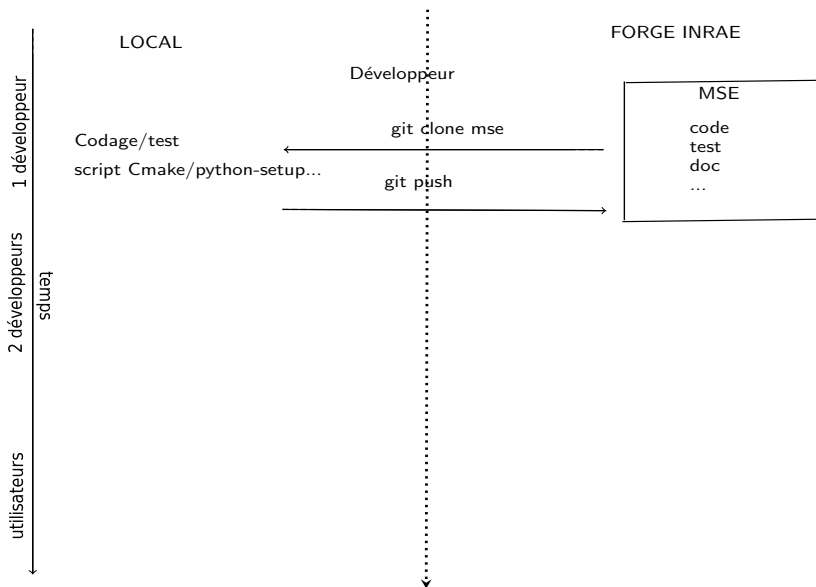 LOCAL
FORGE INRAE
Développeur
MSE
git clone mse
code
test
doc
...
Codage/test
script Cmake/python-setup...
git push
1 développeur
2 développeurs
temps
utilisateurs